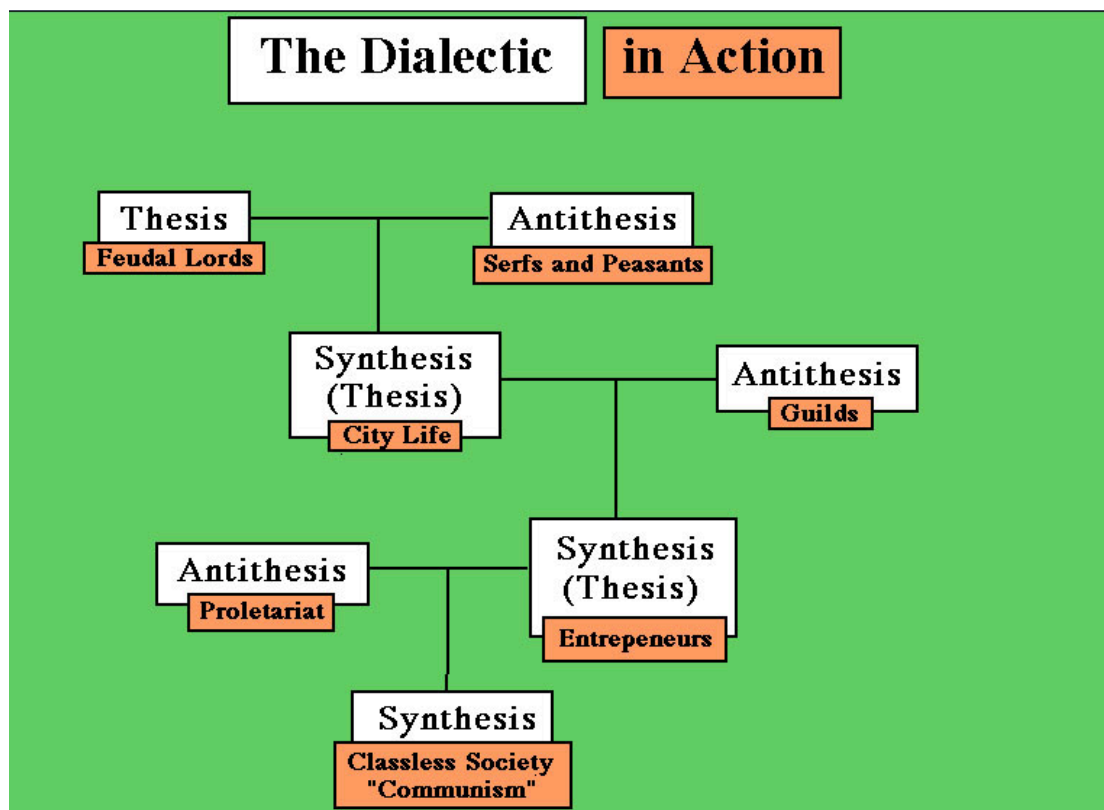 The Dialectic in Action
Thesis
Feudal Lords
Antithesis
Serfs and Peasants
Synthesis
(Thesis)
City Life
Antithesis
Guilds
Antithesis
Proletariat
Synthesis
(Thesis)
Entrepeneurs
Synthesis
Classless Society
"Communism"